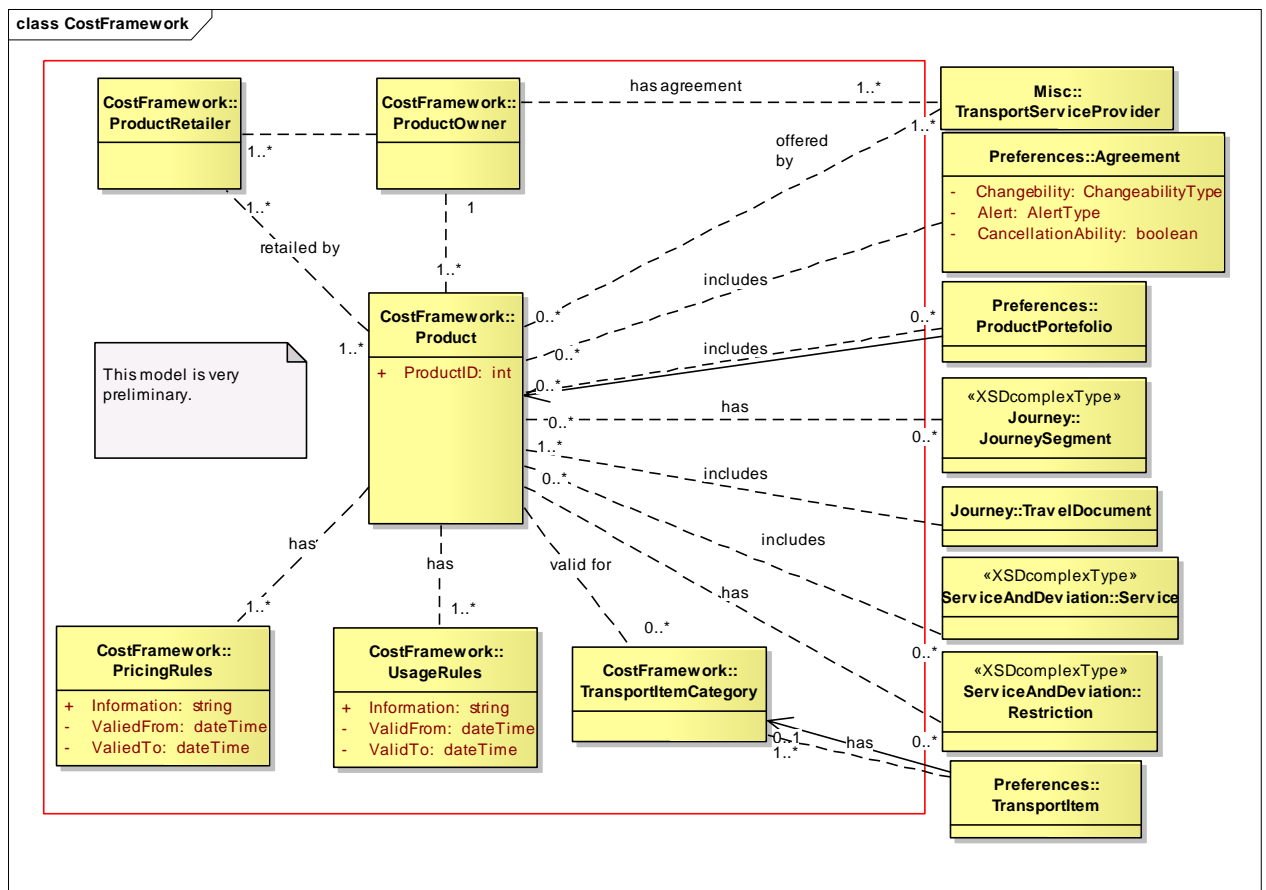 class CostFramework
CostFramework::
ProductRetailer
CostFramework::
ProductOwner
has agreement
1..*
Misc::
TransportServiceProvider
1..*
1..*
offered
by
Preferences::Agreement
- Changebility: ChangeabilityType
- Alert: AlertType
- CancellationAbility: boolean
1..*
1
retailed by
1..*
includes
CostFramework::
Product
+ ProductID: int
1..*
0..*
0..*
includes
0..*
0..*
Preferences::
ProductPortefolio
This model is very
preliminary.
has
0..*
0..*
«XSDcomplexType»
Journey::
JourneySegment
1..*
includes
0..*
Journey::TravelDocument
has
1..*
has
1..*
valid for
0..*
includes
0..*
«XSDcomplexType»
ServiceAndDeviation::Service
has
0..*
«XSDcomplexType»
ServiceAndDeviation::
Restriction
CostFramework::
PricingRules
+ Information: string
- ValiedFrom: dateTime
- ValiedTo: dateTime
CostFramework::
UsageRules
+ Information: string
- ValidFrom: dateTime
- ValidTo: dateTime
CostFramework::
TransportItemCategory
0..1
1..*
has
Preferences::
TransportItem